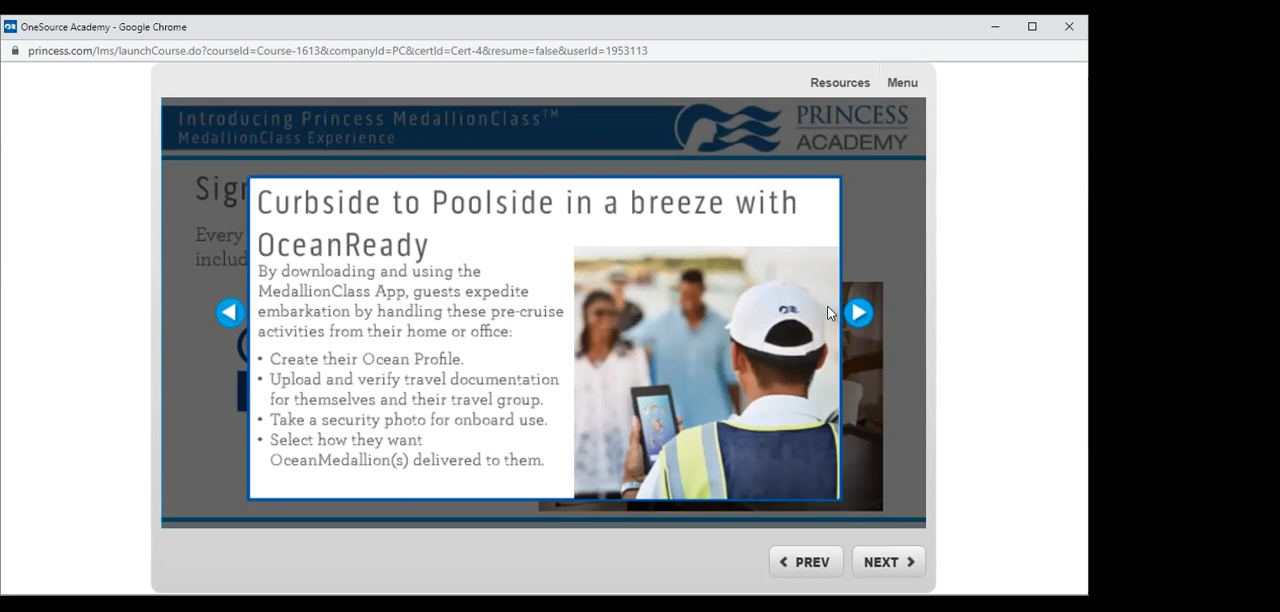 OneSource Academy - Google Chrome
princess.com/lms/launchCourse.do?courseId=Course-1613&companyId=PC&certId=Cert-4&resume=false&userId=1953113
Resources Menu
Introducing Princess MedallionClass™
MedallionClass Experience
PRINCESS
ACADEMY
Sign
Every
includ
Curbside to Poolside in a breeze with
OceanReady
By downloading and using the
MedallionClass App, guests expedite
embarkation by handling these pre-cruise
activities from their home or office:
• Create their Ocean Profile.
• Upload and verify travel documentation
for themselves and their travel group.
• Take a security photo for onboard use.
• Select how they want
OceanMedallion(s) delivered to them.
PREV NEXT